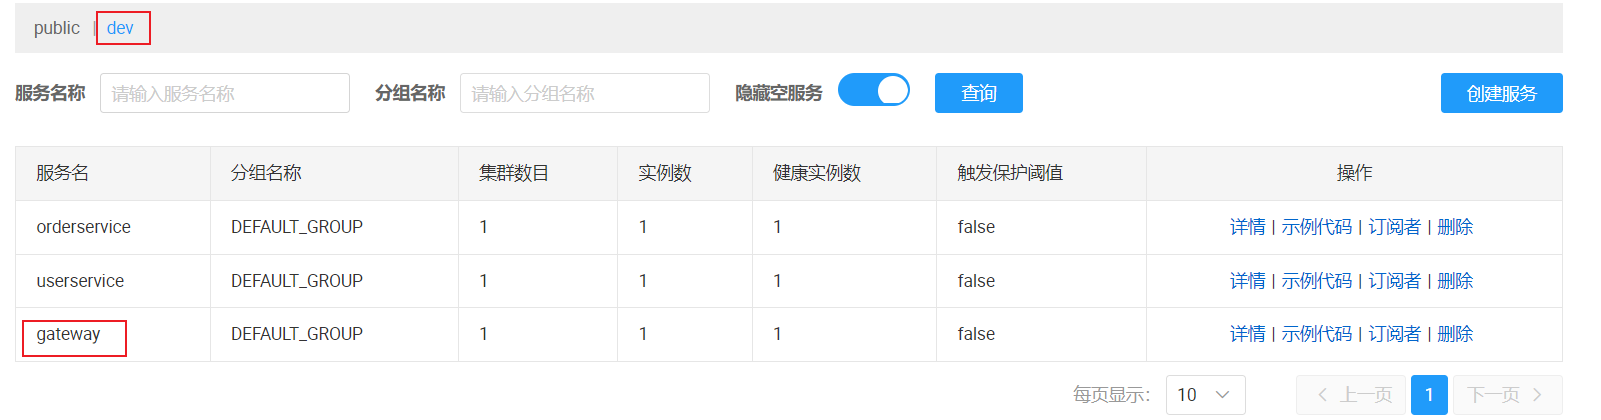 public | dev
服务名称 请输入服务名称 分组名称 请输入分组名称 隐藏空服务 查询 创建服务
服务名 分组名称 集群数目 实例数 健康实例数 触发保护阈值 操作
orderservice DEFAULT_GROUP 1 1 1 false 详情 | 示例代码 | 订阅者 | 删除
userservice DEFAULT_GROUP 1 1 1 false 详情 | 示例代码 | 订阅者 | 删除
gateway DEFAULT_GROUP 1 1 1 false 详情 | 示例代码 | 订阅者 | 删除
每页显示: 10 上一页 1 下一页